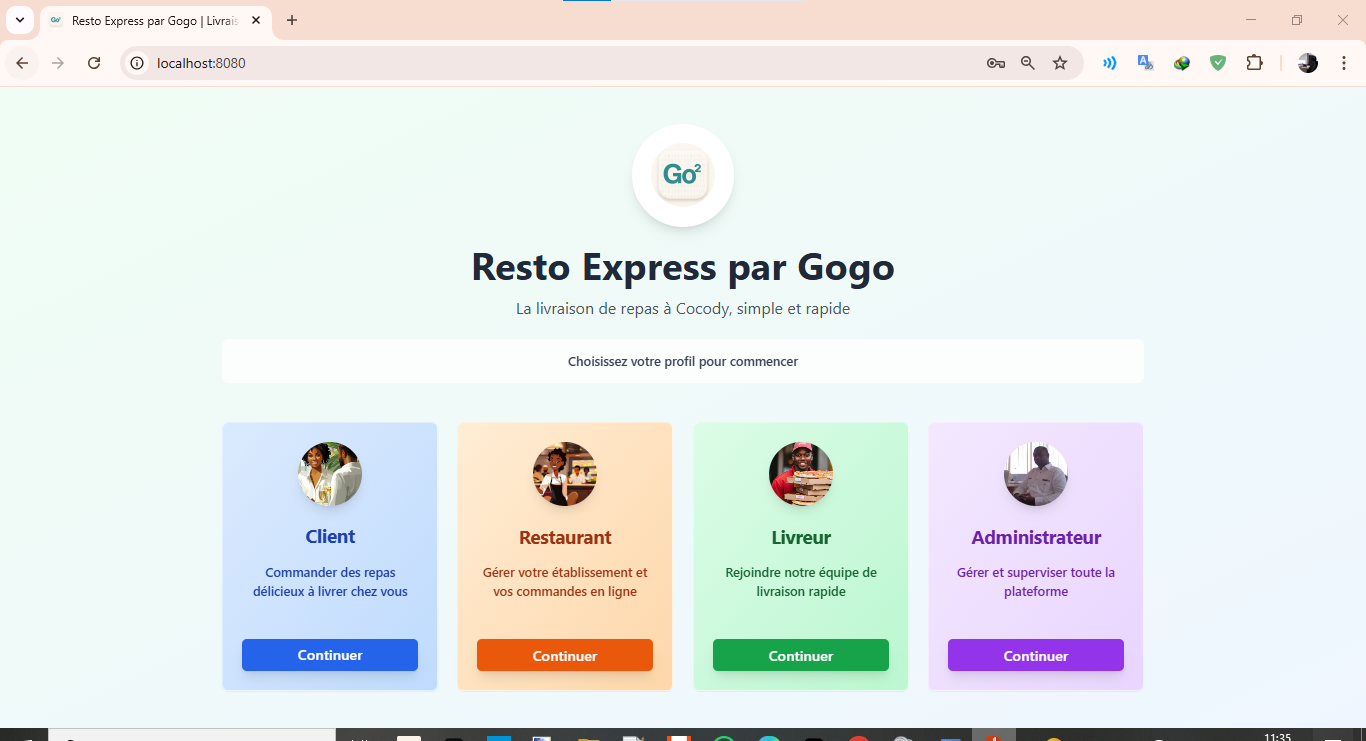 Go²
Resto Express par Gogo | Livrais
localhost:8080
Go²
Resto Express par Gogo
La livraison de repas à Cocody, simple et rapide
Choisissez votre profil pour commencer
Client
Commander des repas
délicieux à livrer chez vous
Continuer
Restaurant
Gérer votre établissement et
vos commandes en ligne
Continuer
Livreur
Rejoindre notre équipe de
livraison rapide
Continuer
Administrateur
Gérer et superviser toute la
plateforme
Continuer
11:35